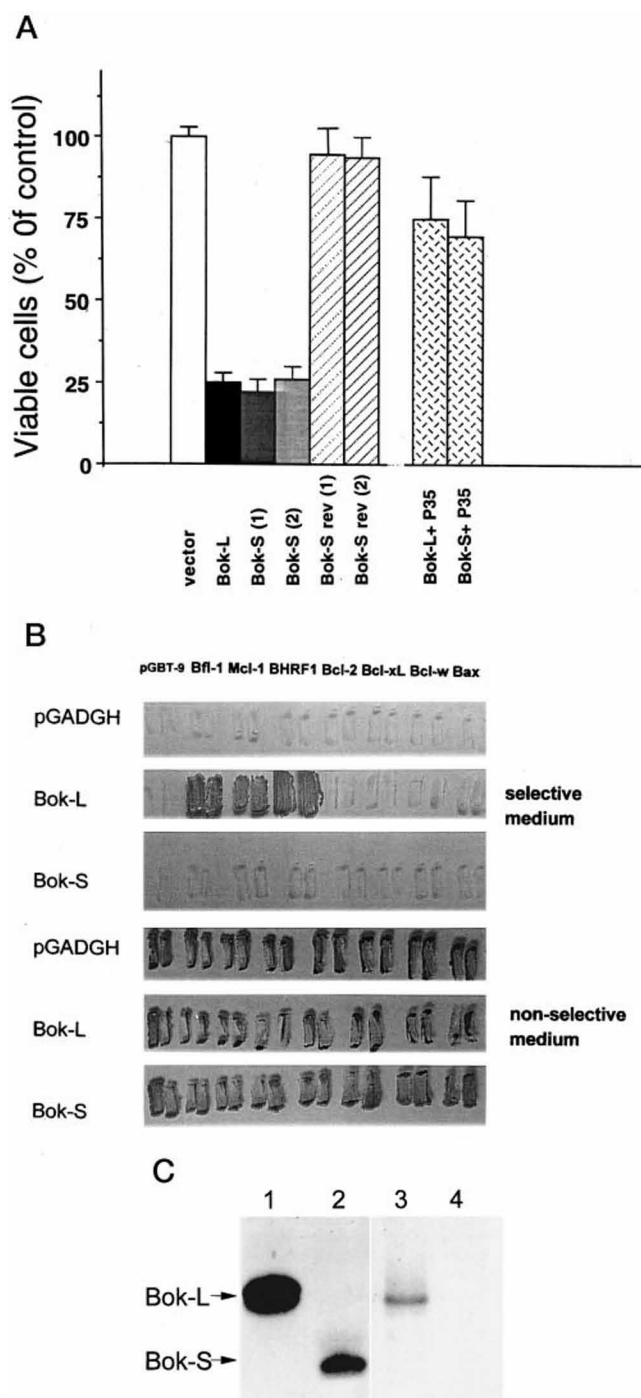 A
Viable cells (% Of control)
100
75
50
25
0
vector
Bok-L
Bok-S (1)
Bok-S (2)
Bok-S rev (1)
Bok-S rev (2)
Bok-L+ P35
Bok-S+ P35
B
pGBT-9 Bfl-1 Mcl-1 BHRF1 Bcl-2 Bcl-xL Bcl-w Bax
pGADGH
Bok-L
selective
medium
Bok-S
pGADGH
Bok-L
non-selective
medium
Bok-S
C
1 2 3 4
Bok-L
Bok-S